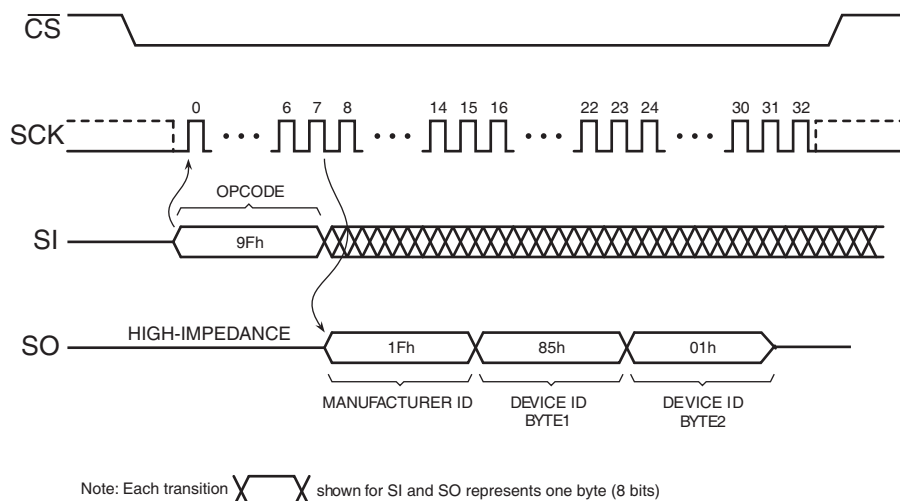 CS
0 6 7 8 14 15 16 22 23 24 30 31 32
SCK
OPCODE
SI 9Fh
HIGH-IMPEDANCE
SO 1Fh 85h 01h
MANUFACTURER ID DEVICE ID DEVICE ID
BYTE1 BYTE2
Note: Each transition shown for SI and SO represents one byte (8 bits)